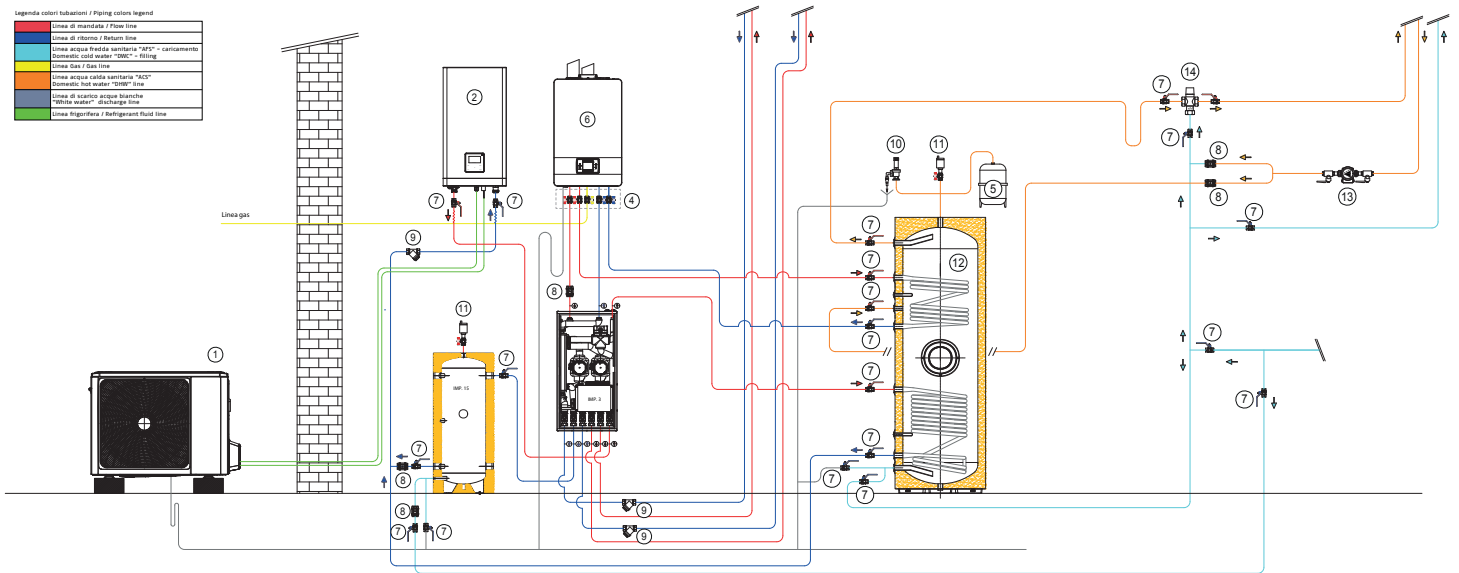 Legenda colori tubazioni / Piping colors legend
Linea di mandata / Flow line
Linea di ritorno / Return line
Linea acqua fredda sanitaria "AFS" - caricamento
Domestic cold water "DWC" - filling
Linea Gas / Gas line
Linea acqua calda sanitaria "ACS"
Domestic hot water "DHW" line
Linea di scarico acque bianche
"White water" discharge line
Linea frigorifera / Refrigerant fluid line
2
6
7
7
4
Linea gas
9
8
11
1
7
IMP. 15
IMP. 3
7
8
8
7
7
9
9
10
11
5
7
7
7
7
7
7
7
7
12
7
14
7
8
8
13
7
7
7